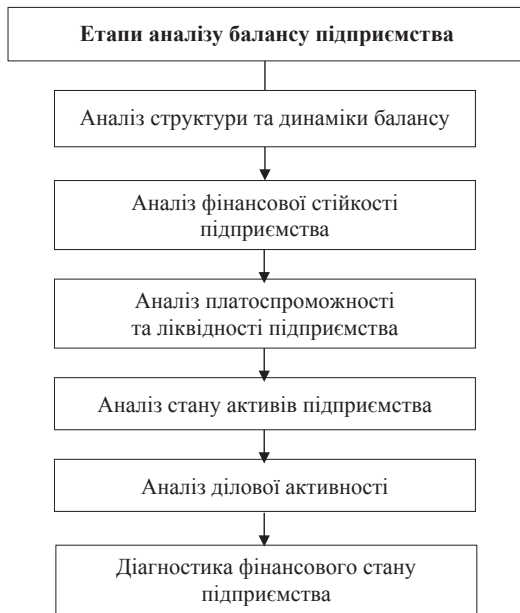 Етапи аналізу балансу підприємства
Аналіз структури та динаміки балансу
Аналіз фінансової стійкості
підприємства
Аналіз платоспроможності
та ліквідності підприємства
Аналіз стану активів підприємства
Аналіз ділової активності
Діагностика фінансового стану
підприємства